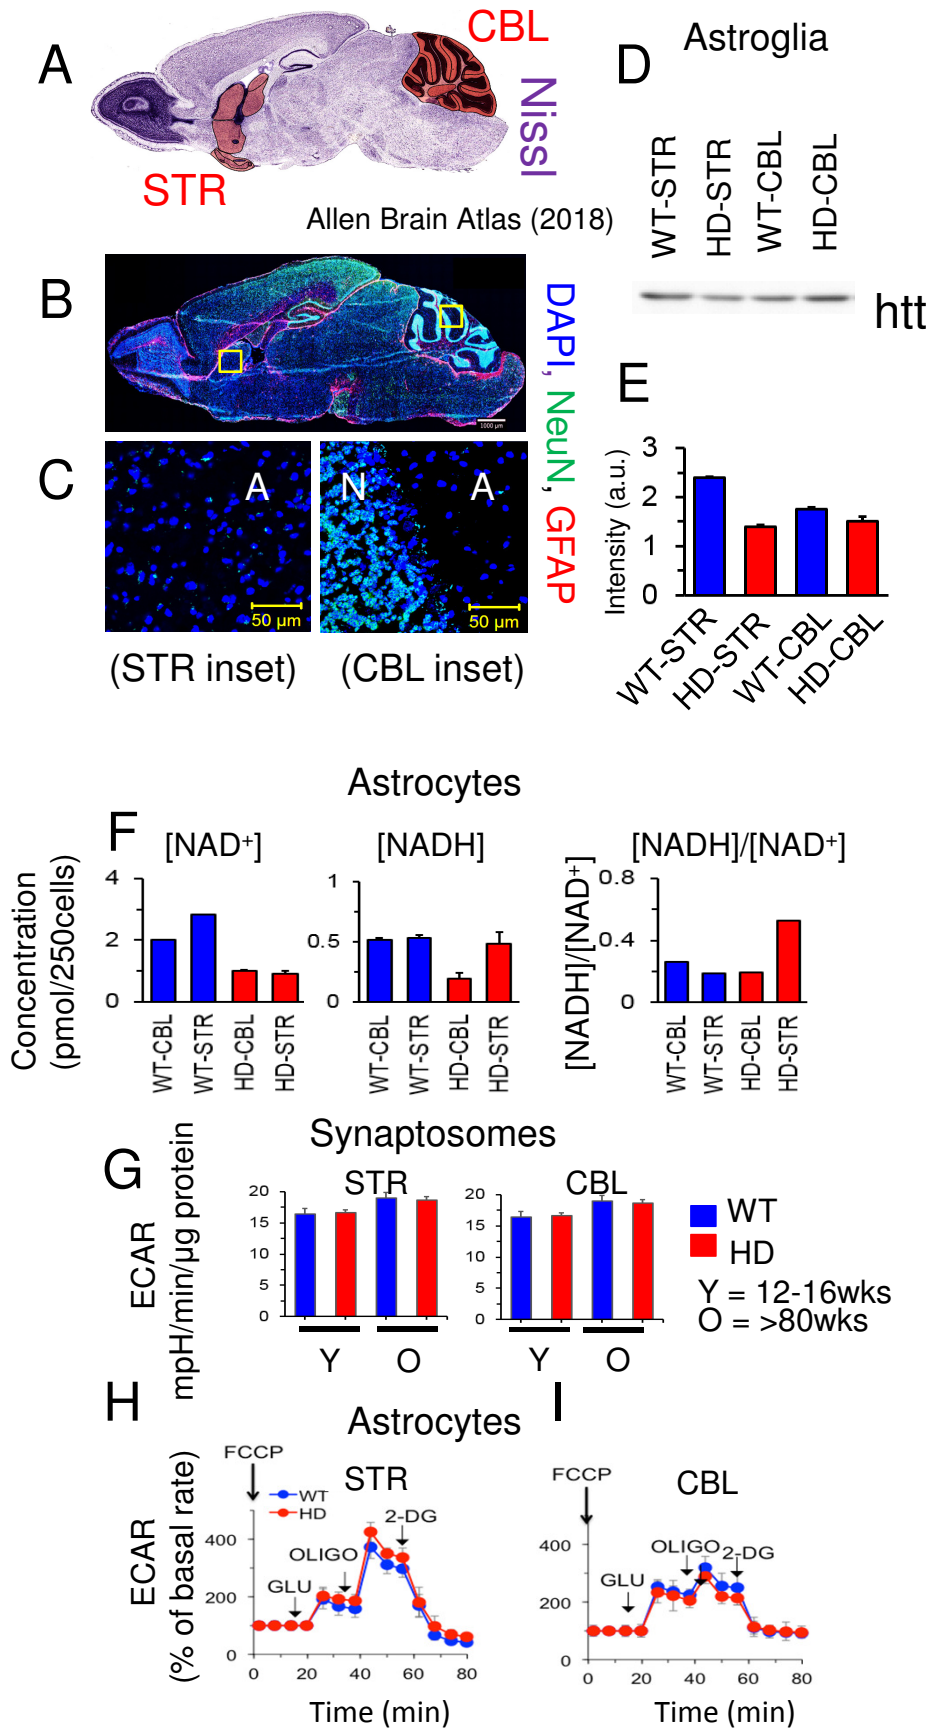 A
CBL
Nissl
STR
Allen Brain Atlas (2018)
D
Astroglia
WT-STR
HD-STR
WT-CBL
HD-CBL
htt
B
1000 µm
DAPI, NeuN, GFAP
C
A
50 µm
(STR inset)
N
A
50 µm
(CBL inset)
E
Intensity (a.u.)
3
2
1
0
WT-STR
HD-STR
WT-CBL
HD-CBL
Astrocytes
F
Concentration
(pmol/250cells)
[NAD+]
4
2
0
WT-CBL
WT-STR
HD-CBL
HD-STR
[NADH]
1
0.5
0
WT-CBL
WT-STR
HD-CBL
HD-STR
[NADH]/[NAD+]
[NADH]/[NAD+]
0.8
0.4
0
WT-CBL
WT-STR
HD-CBL
HD-STR
Synaptosomes
G
ECAR
mpH/min/µg protein
STR
20
15
10
5
0
Y
O
CBL
20
15
10
5
0
Y
O
WT
HD
Y = 12-16wks
O = >80wks
Astrocytes
H
ECAR
(% of basal rate)
STR
FCCP
WT
HD
GLU
OLIGO
2-DG
400
200
0
0
20
40
60
80
Time (min)
I
CBL
FCCP
GLU
OLIGO
2-DG
400
200
0
0
20
40
60
80
Time (min)